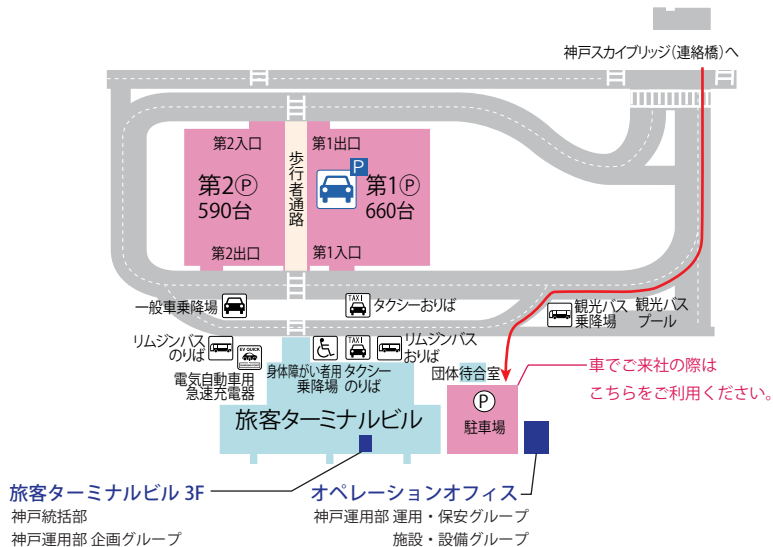 神戸スカイブリッジ(連絡橋)へ
第2入口
第1出口
歩行者通路
P
第2Ⓟ
590台
第1Ⓟ
660台
第2出口
第1入口
一般車乗降場
TAXI
タクシーおりば
観光バス
乗降場
観光バス
プール
リムジンバス
のりば
EV QUICK
電気自動車用
急速充電器
身体障がい者用
乗降場
TAXI
タクシー
のりば
リムジンバス
おりば
団体待合室
車でご来社の際は
こちらをご利用ください。
Ⓟ
駐車場
旅客ターミナルビル
旅客ターミナルビル 3F
神戸統括部
神戸運用部 企画グループ
オペレーションオフィス
神戸運用部 運用・保安グループ
施設・設備グループ